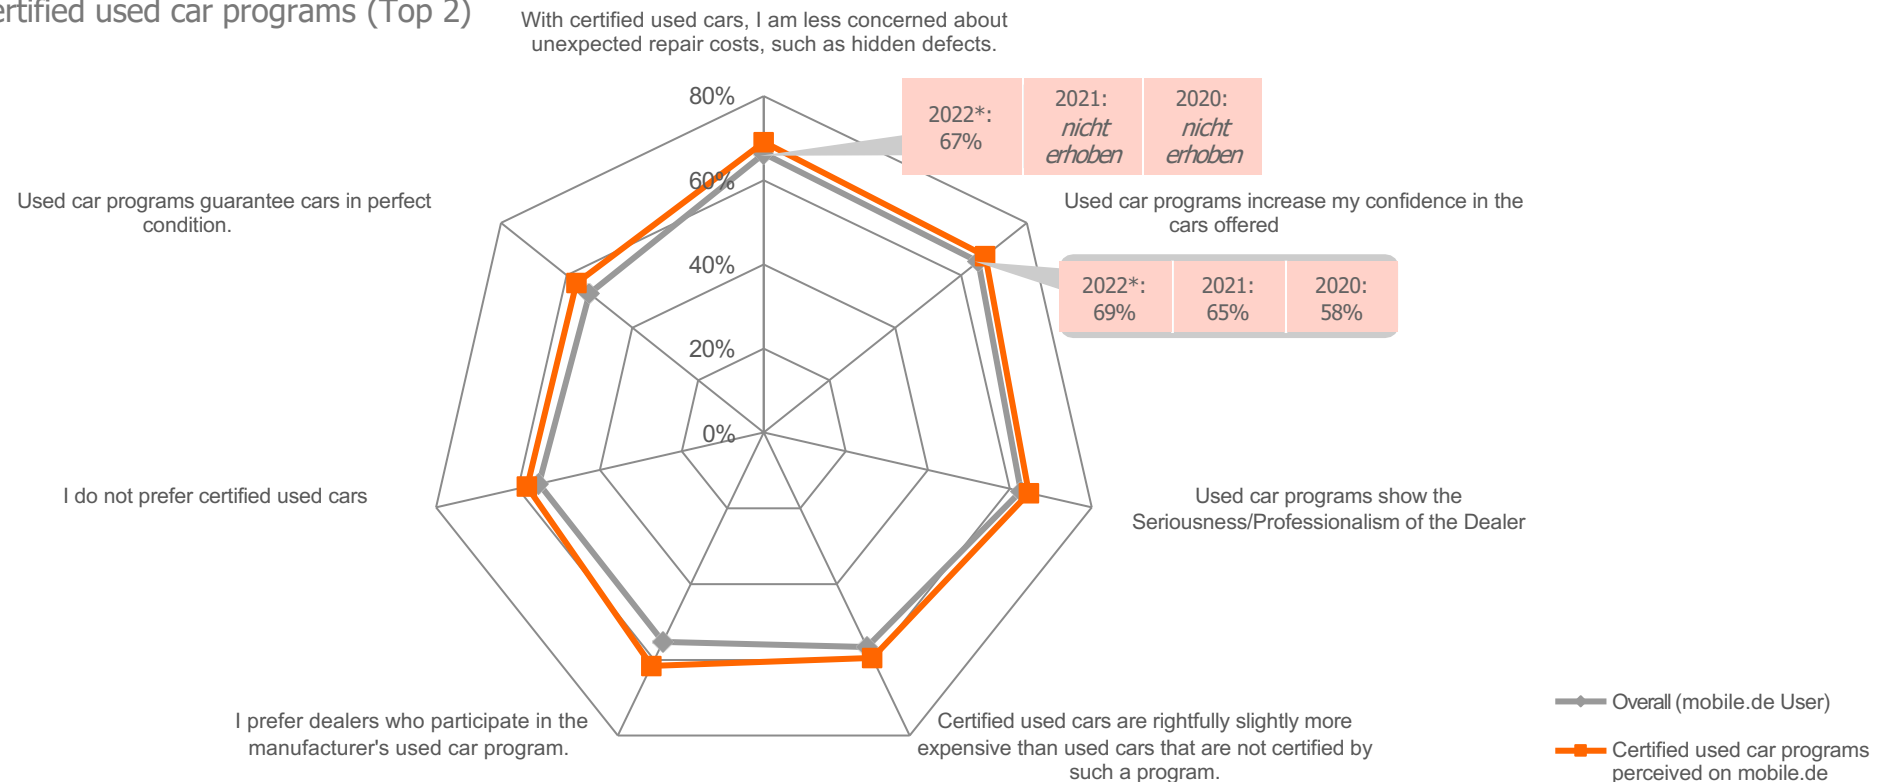 ertified used car programs (Top 2)
With certified used cars, I am less concerned about
unexpected repair costs, such as hidden defects.
80%
60%
40%
20%
0%
2022*:
67%
2021:
nicht
erhoben
2020:
nicht
erhoben
Used car programs increase my confidence in the
cars offered
2022*:
69%
2021:
65%
2020:
58%
Used car programs show the
Seriousness/Professionalism of the Dealer
Certified used cars are rightfully slightly more
expensive than used cars that are not certified by
such a program.
I prefer dealers who participate in the
manufacturer's used car program.
I do not prefer certified used cars
Used car programs guarantee cars in perfect
condition.
Overall (mobile.de User)
Certified used car programs
perceived on mobile.de